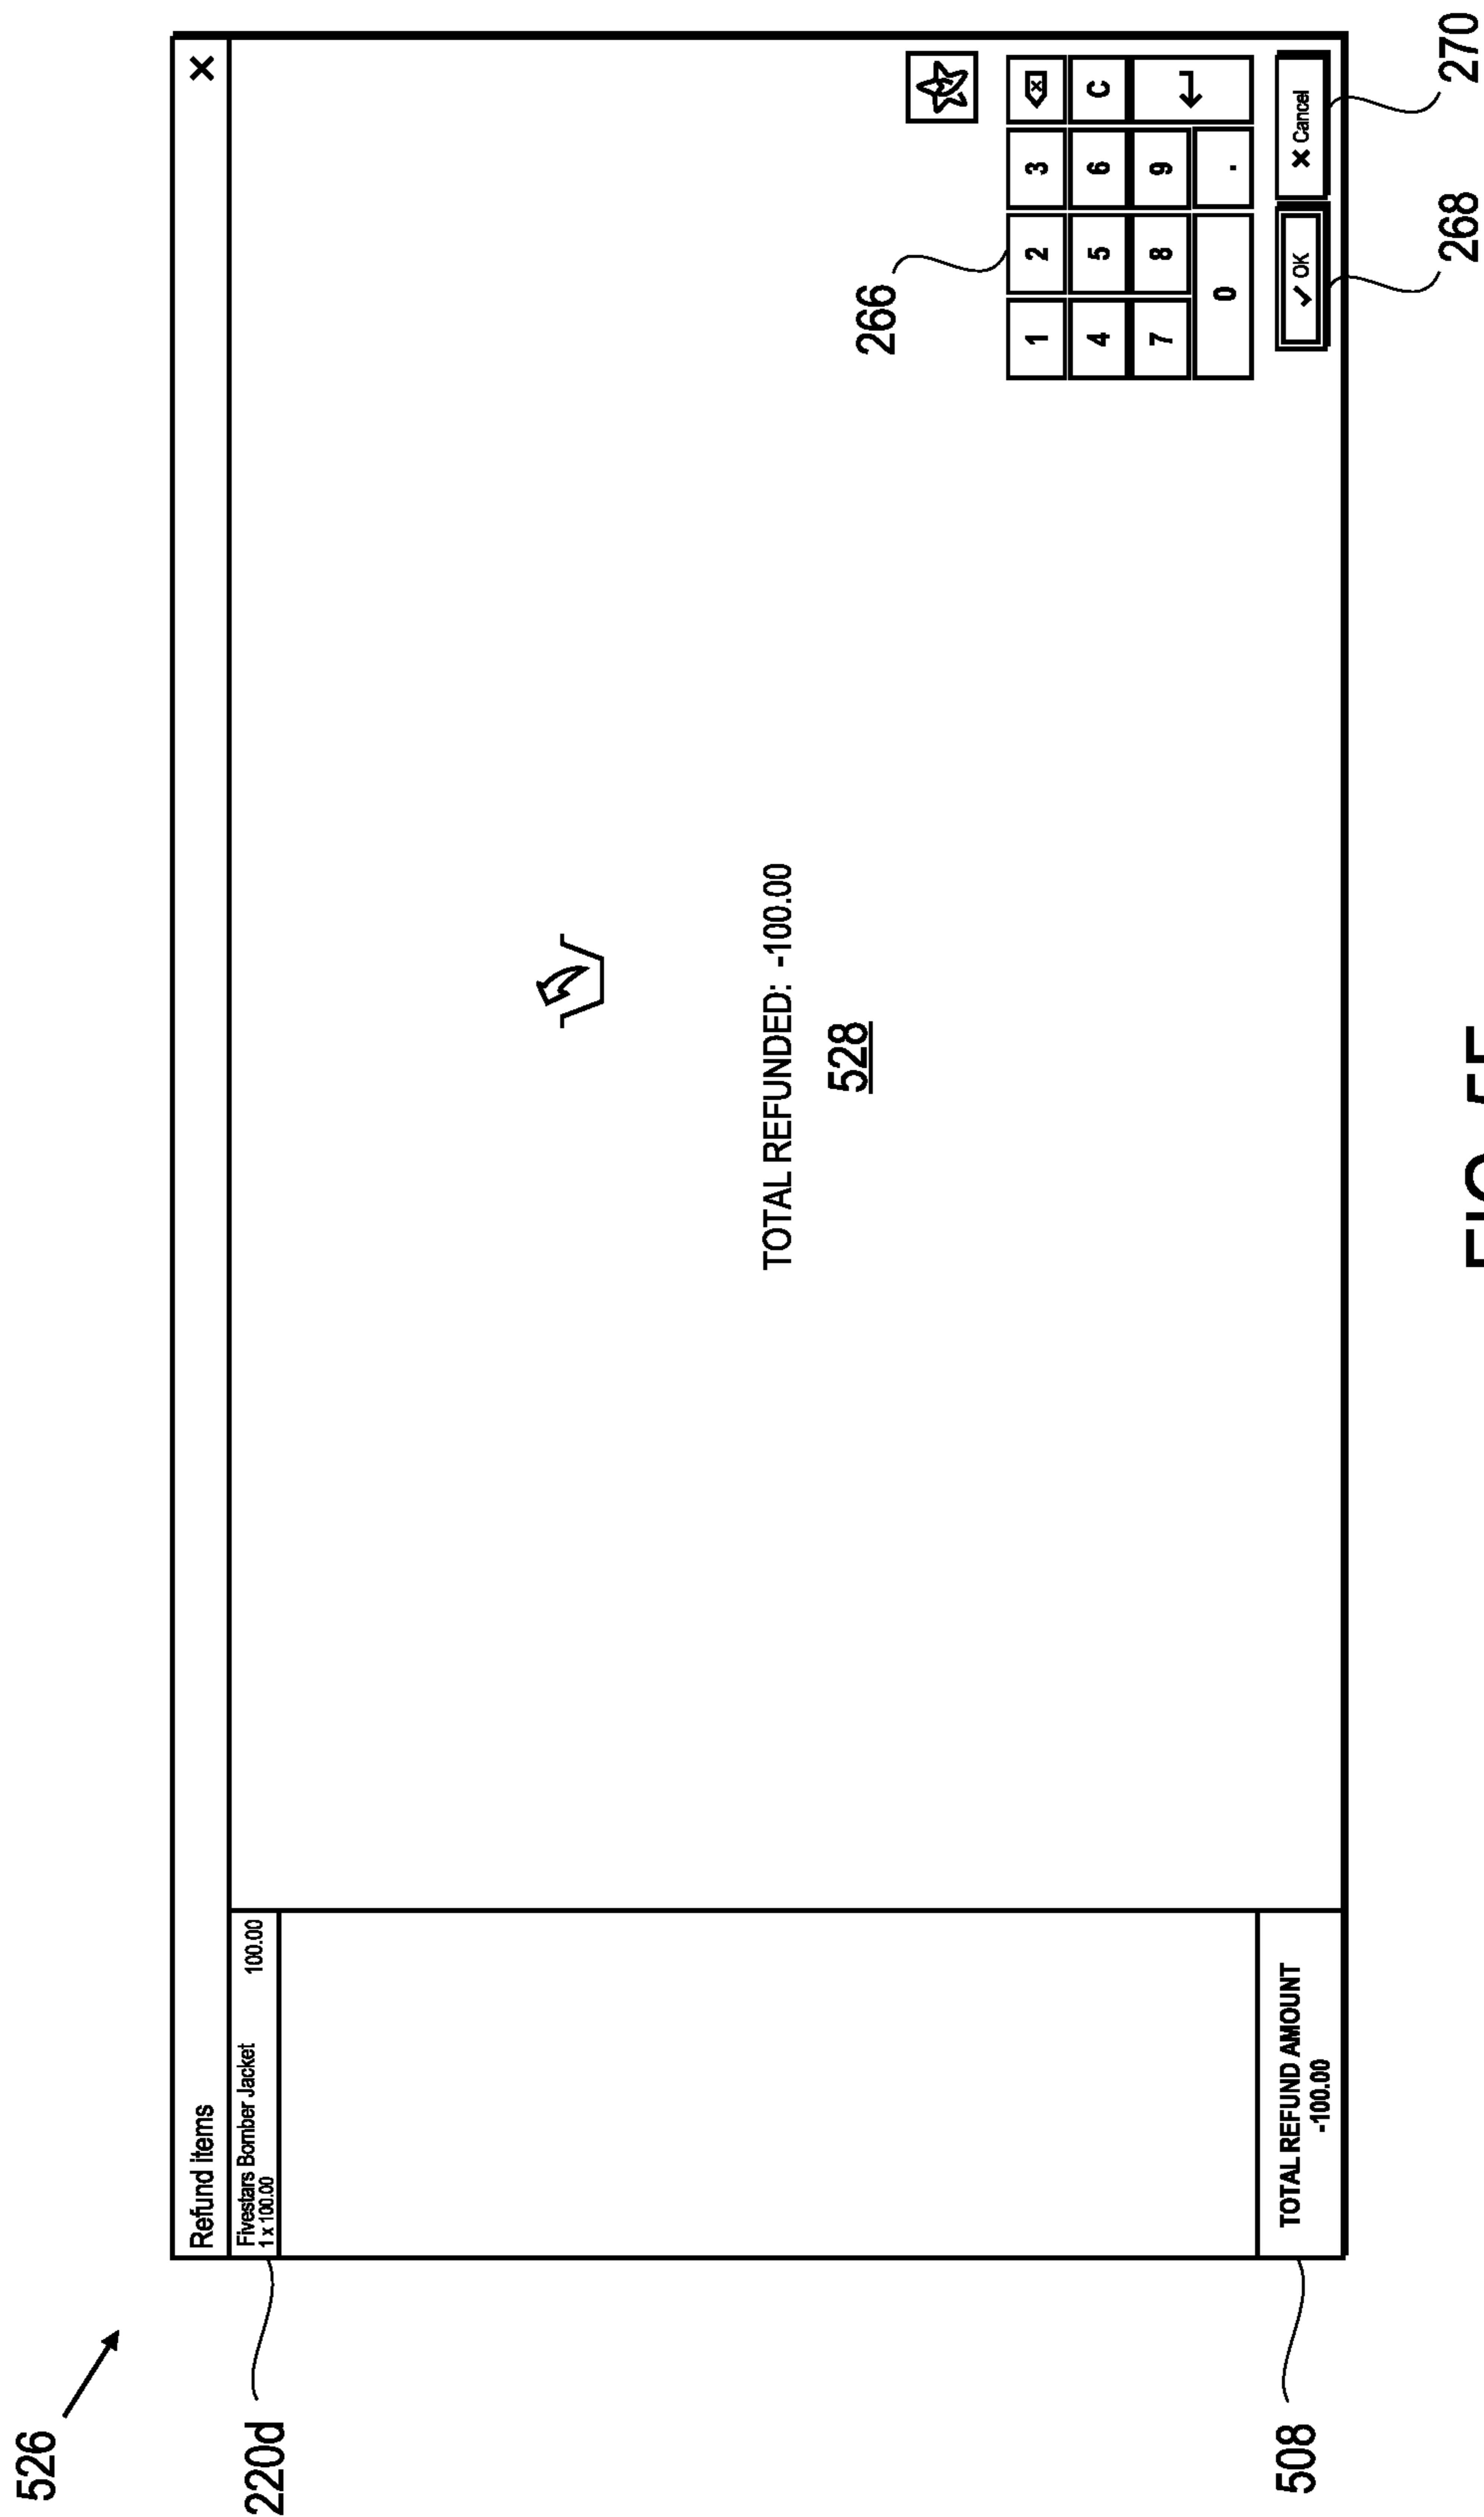 526
Refund items
220d
Fivestars Bomber Jacket 100.00
1 x 100.00
TOTAL REFUNDED: -100.00
528
266
1 2 3
4 5 6 C
7 8 9
0 .
TOTAL REFUND AMOUNT
-100.00
508
OK
Cancel
268
270